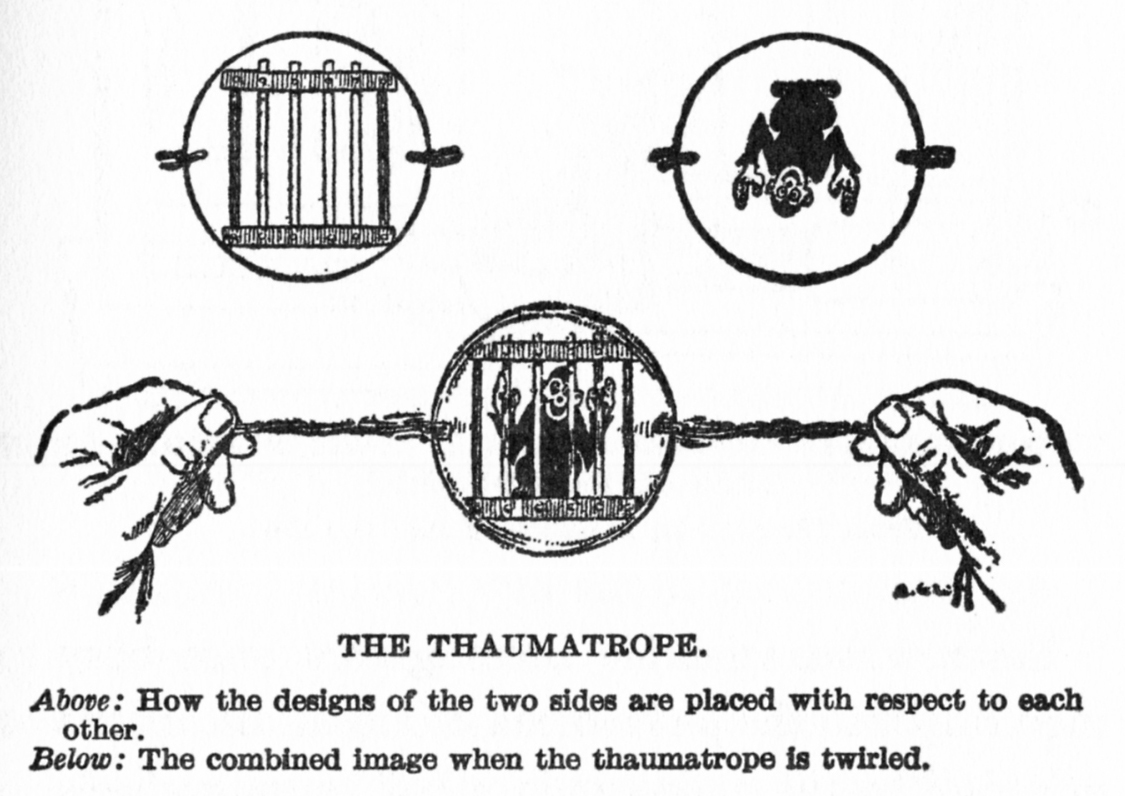 THE THAUMATROPE.
Above: How the designs of the two sides are placed with respect to each
other.
Below: The combined image when the thaumatrope is twirled.